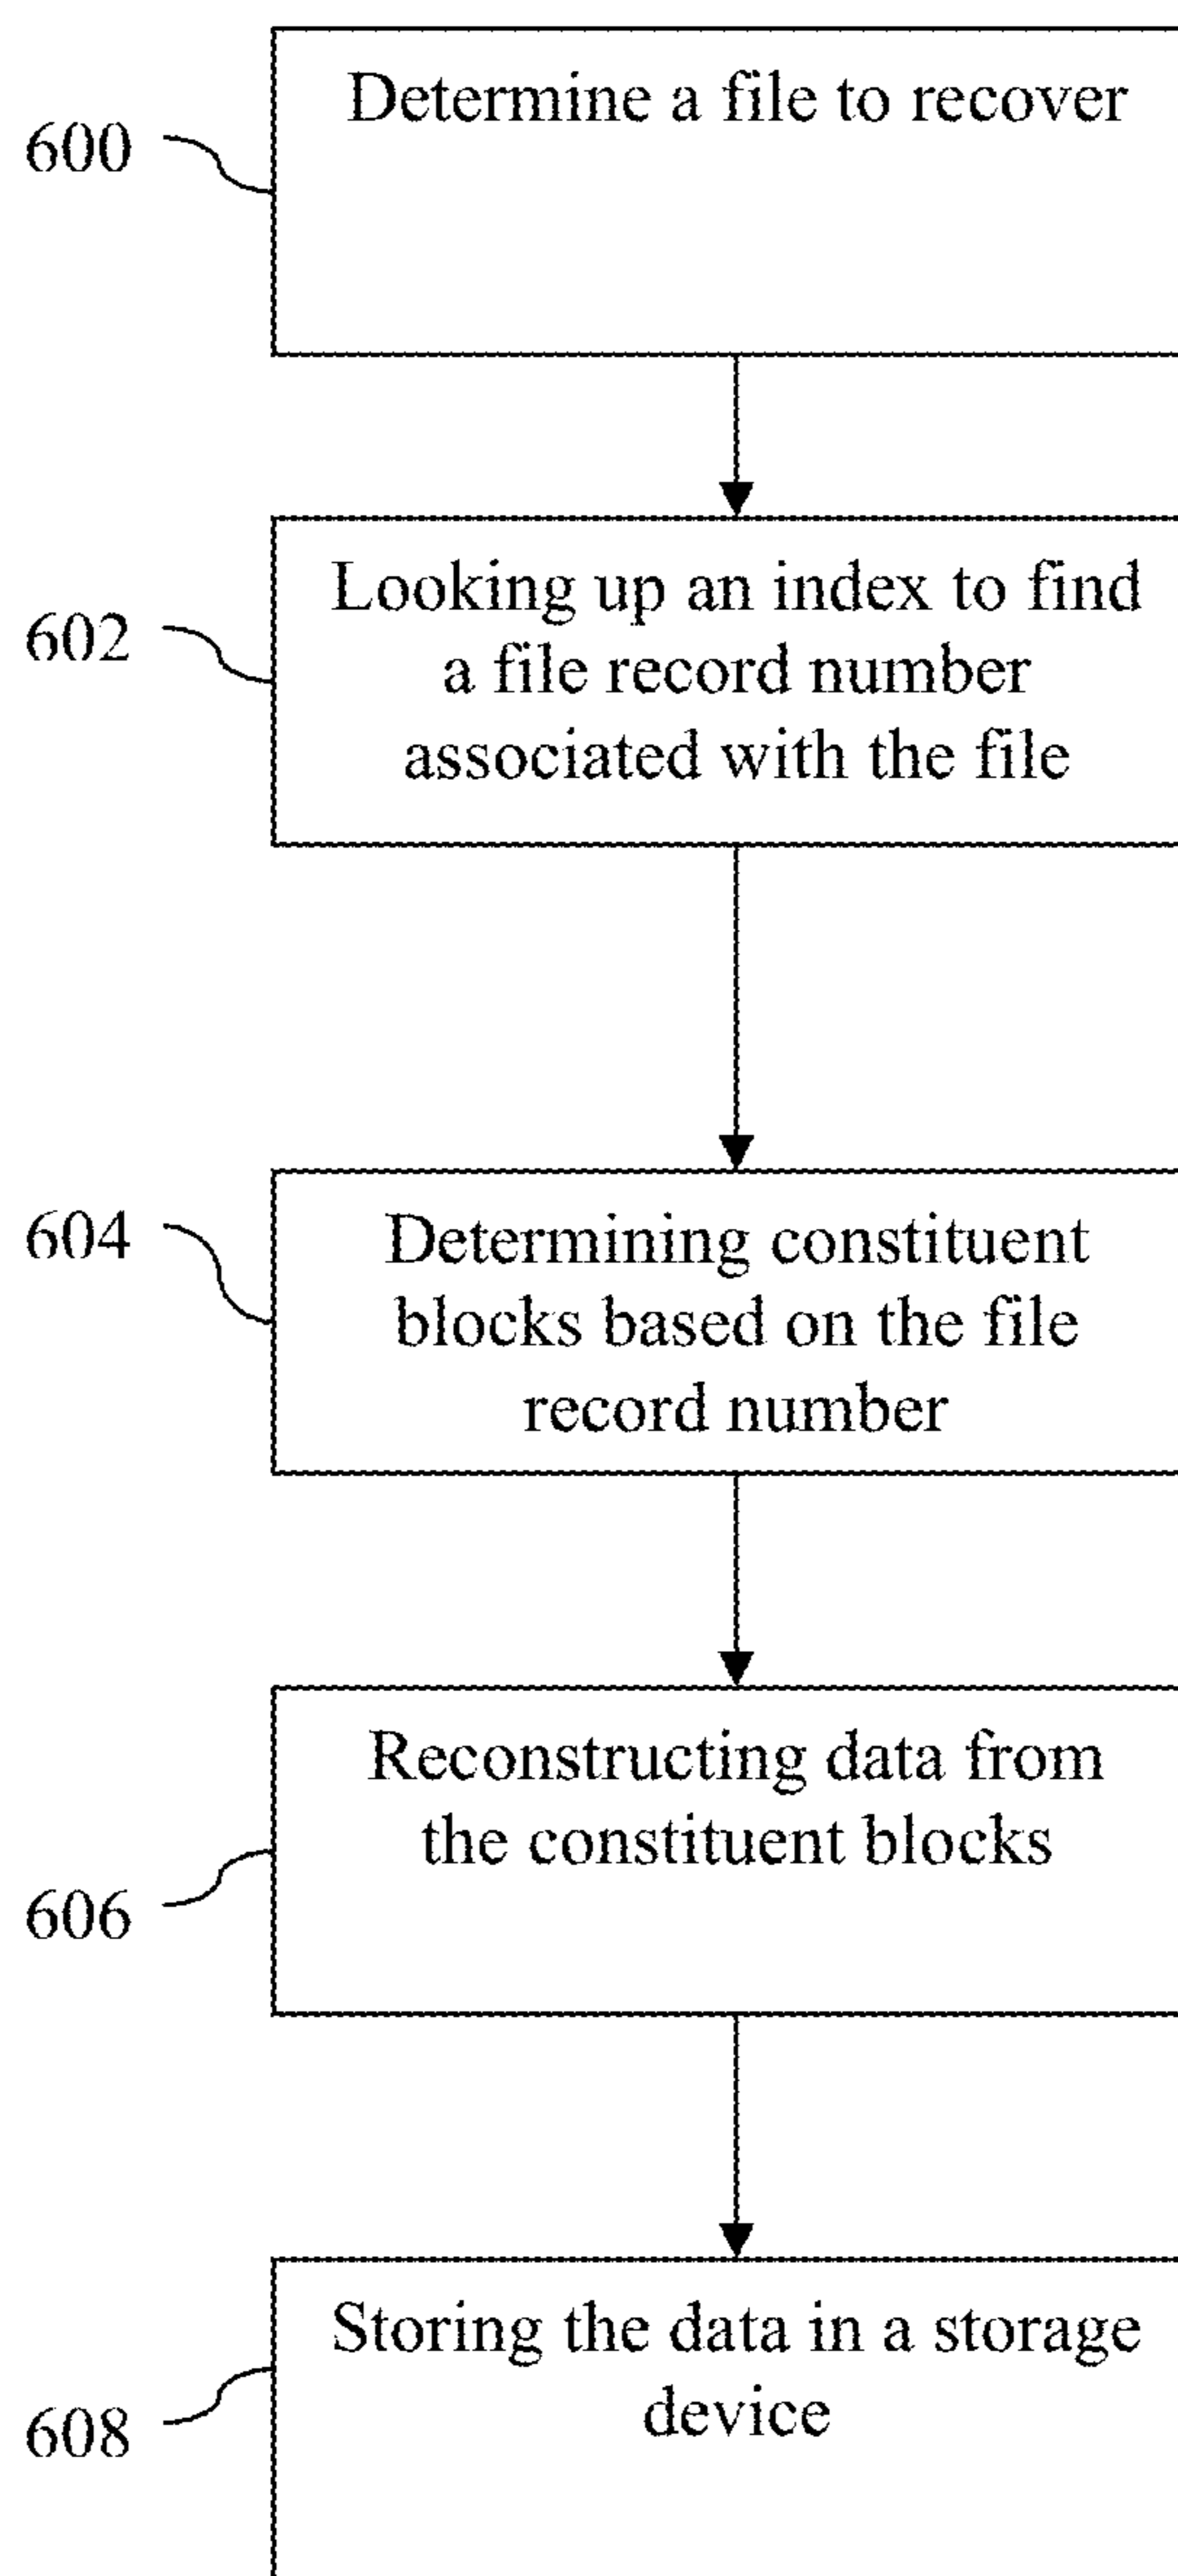 600
Determine a file to recover
602
Looking up an index to find
a file record number
associated with the file
604
Determining constituent
blocks based on the file
record number
606
Reconstructing data from
the constituent blocks
608
Storing the data in a storage
device